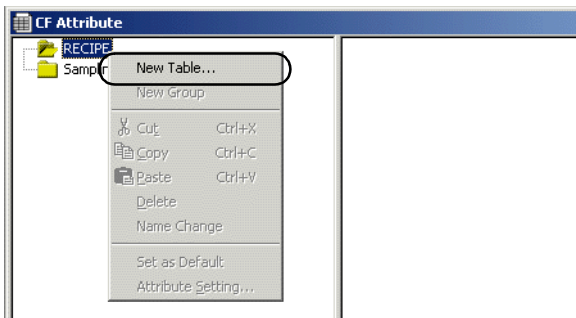 CF Attribute
RECIPE
New Table...
New Group
Cut Ctrl+X
Copy Ctrl+C
Paste Ctrl+V
Delete
Name Change
Set as Default
Attribute Setting...